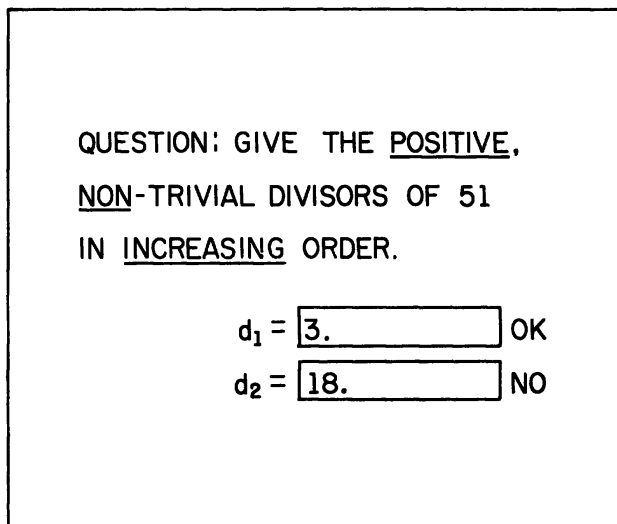 QUESTION: GIVE THE POSITIVE,
NON-TRIVIAL DIVISORS OF 51
IN INCREASING ORDER.
d₁ = 3. OK
d₂ = 18. NO